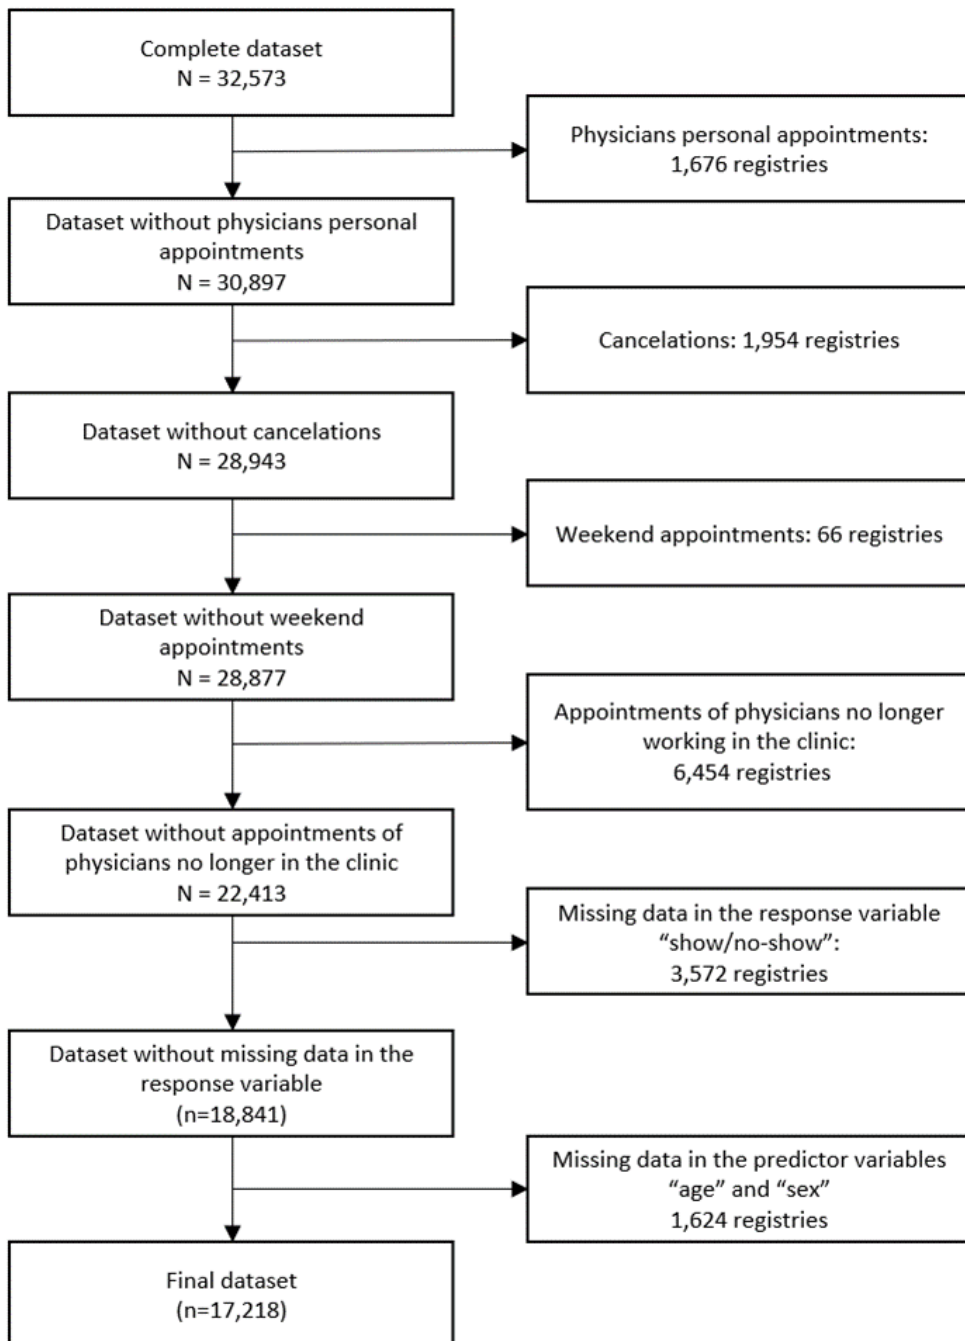 Complete dataset
N = 32,573
Physicians personal appointments:
1,676 registries
Dataset without physicians personal
appointments
N = 30,897
Cancelations: 1,954 registries
Dataset without cancelations
N = 28,943
Weekend appointments: 66 registries
Dataset without weekend
appointments
N = 28,877
Appointments of physicians no longer
working in the clinic:
6,454 registries
Dataset without appointments of
physicians no longer in the clinic
N = 22,413
Missing data in the response variable
“show/no-show”:
3,572 registries
Dataset without missing data in the
response variable
(n=18,841)
Missing data in the predictor variables
“age” and “sex”
1,624 registries
Final dataset
(n=17,218)